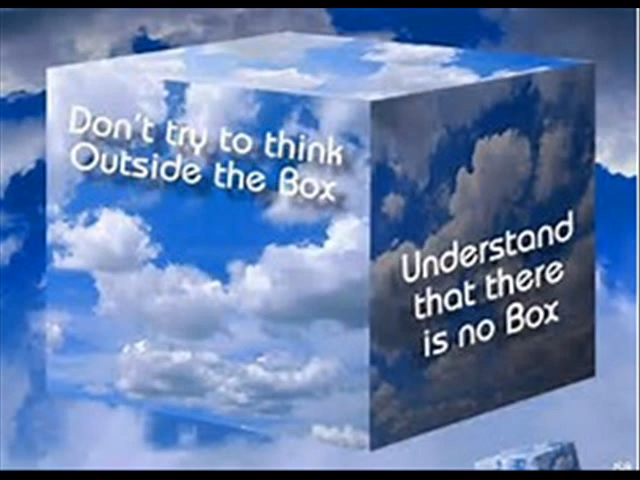 Don't try to think
Outside the Box
Understand
that there
is no Box